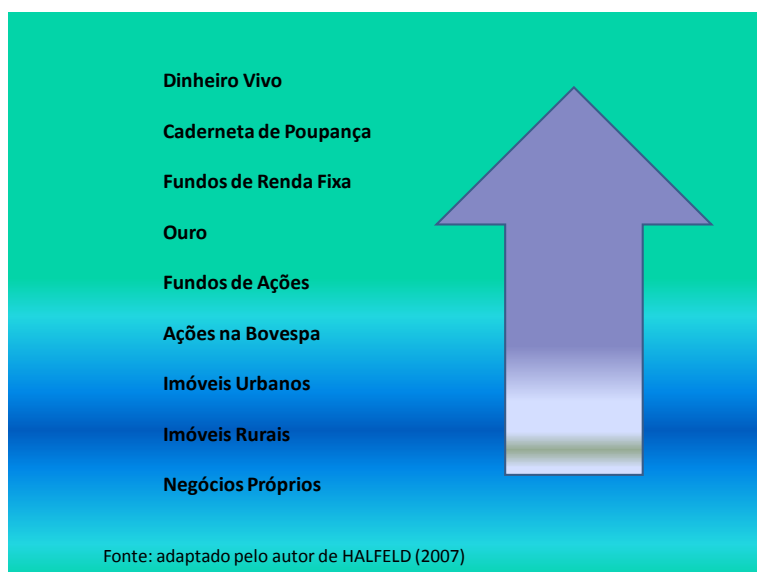 Dinheiro Vivo
Caderneta de Poupança
Fundos de Renda Fixa
Ouro
Fundos de Ações
Ações na Bovespa
Imóveis Urbanos
Imóveis Rurais
Negócios Próprios
Fonte: adaptado pelo autor de HALFELD (2007)